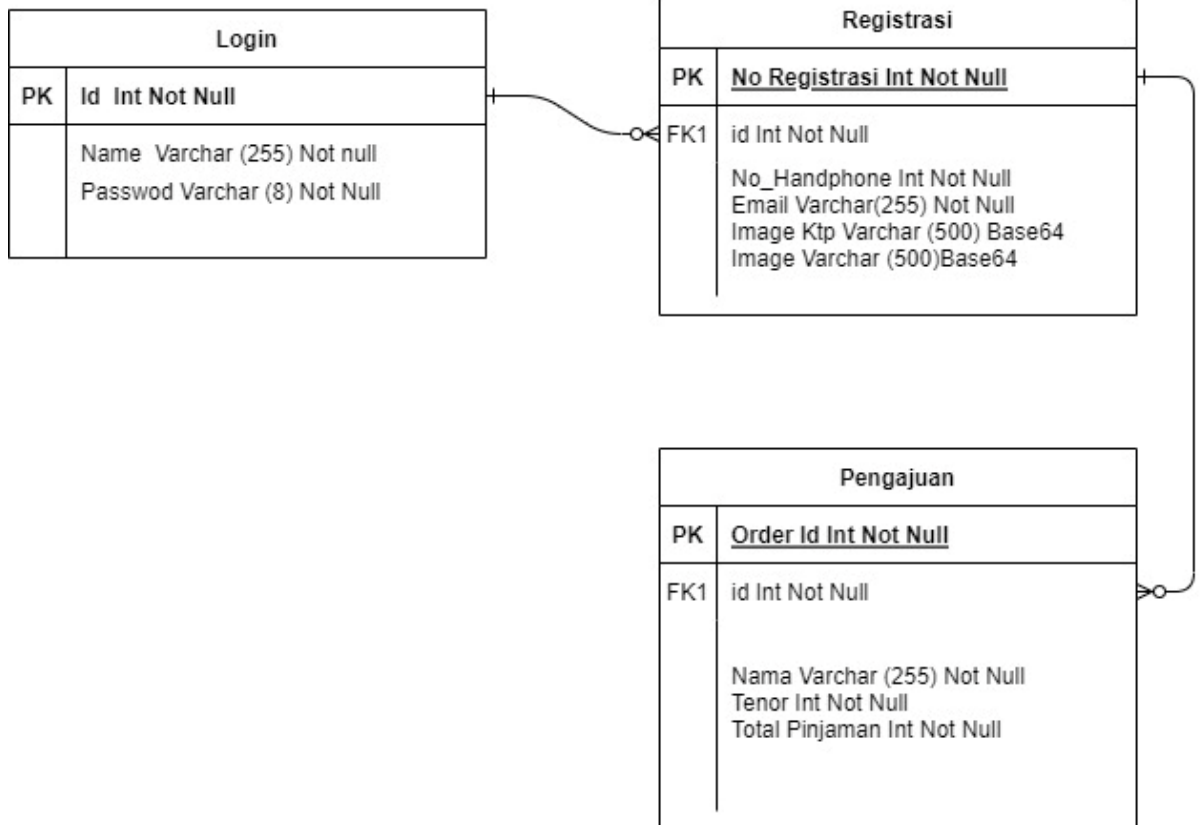 Login
PK Id Int Not Null
Name Varchar (255) Not null
Passwod Varchar (8) Not Null
Registrasi
PK No Registrasi Int Not Null
FK1 id Int Not Null
No_Handphone Int Not Null
Email Varchar(255) Not Null
Image Ktp Varchar (500) Base64
Image Varchar (500)Base64
Pengajuan
PK Order Id Int Not Null
FK1 id Int Not Null
Nama Varchar (255) Not Null
Tenor Int Not Null
Total Pinjaman Int Not Null